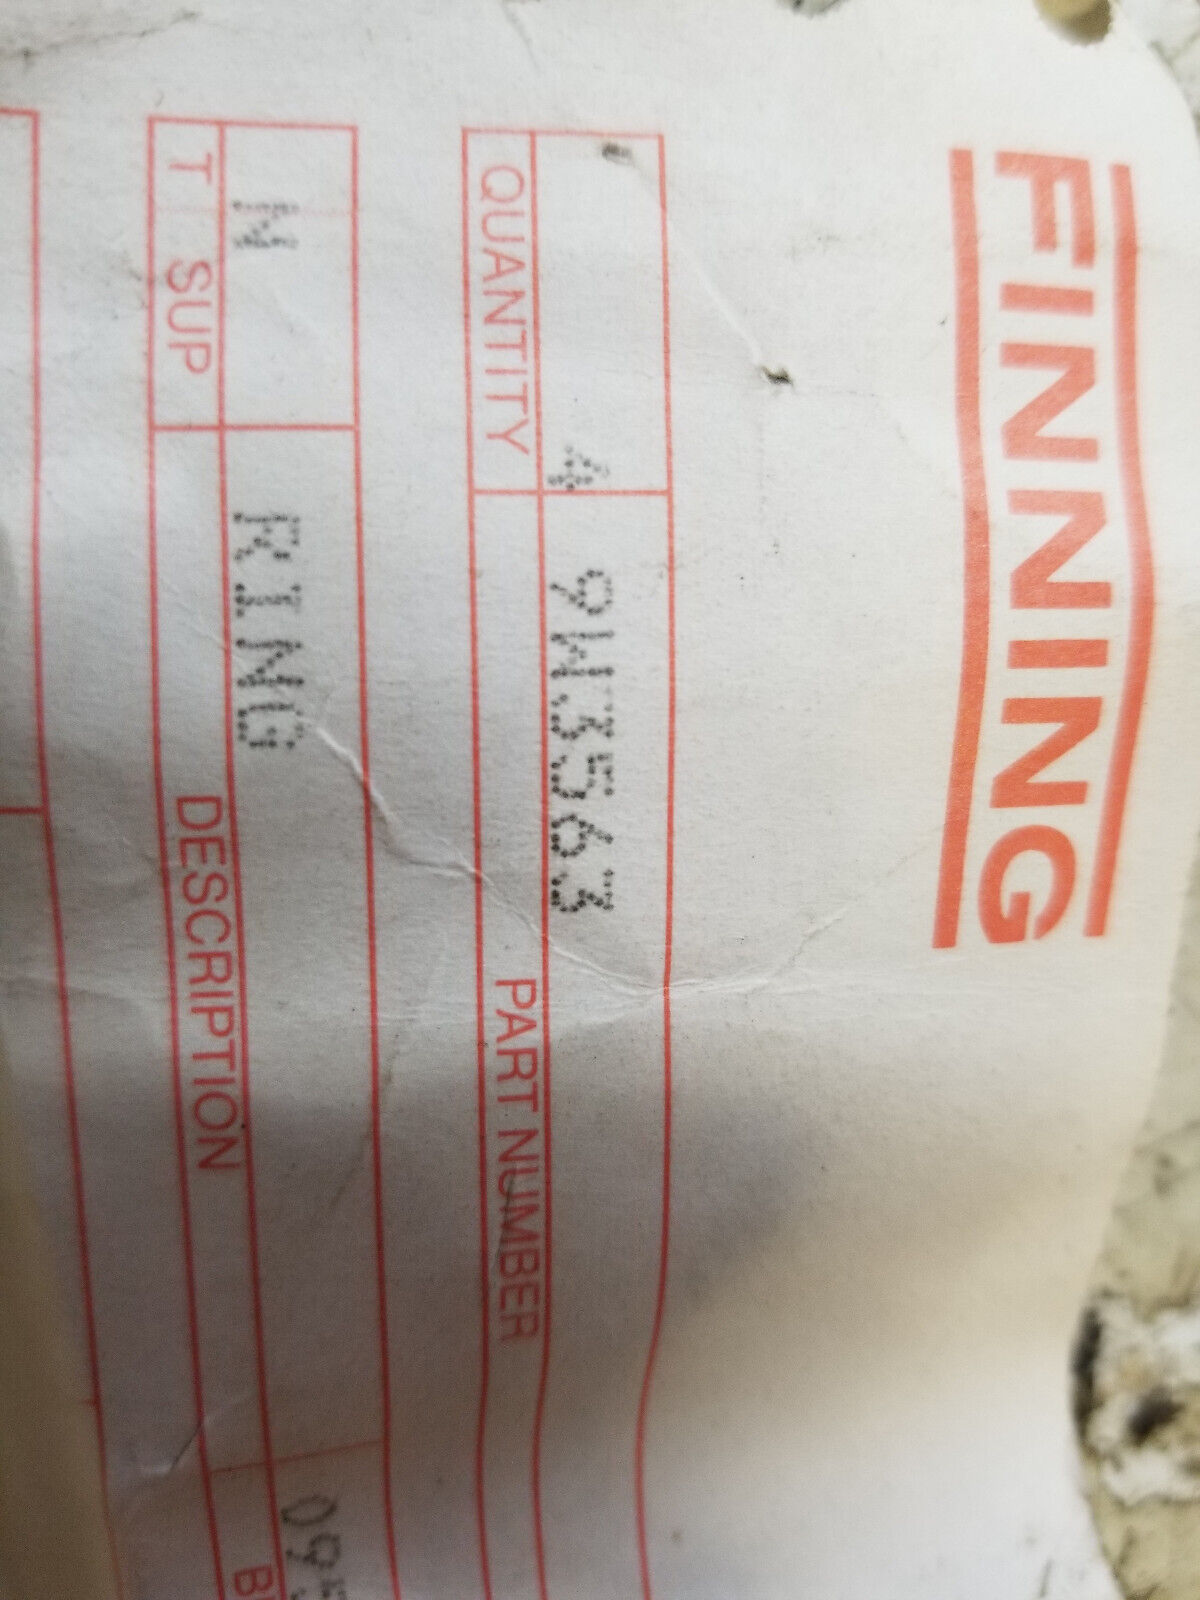 FINNING
4 9W3563
QUANTITY PART NUMBER
N RING
T SUP DESCRIPTION